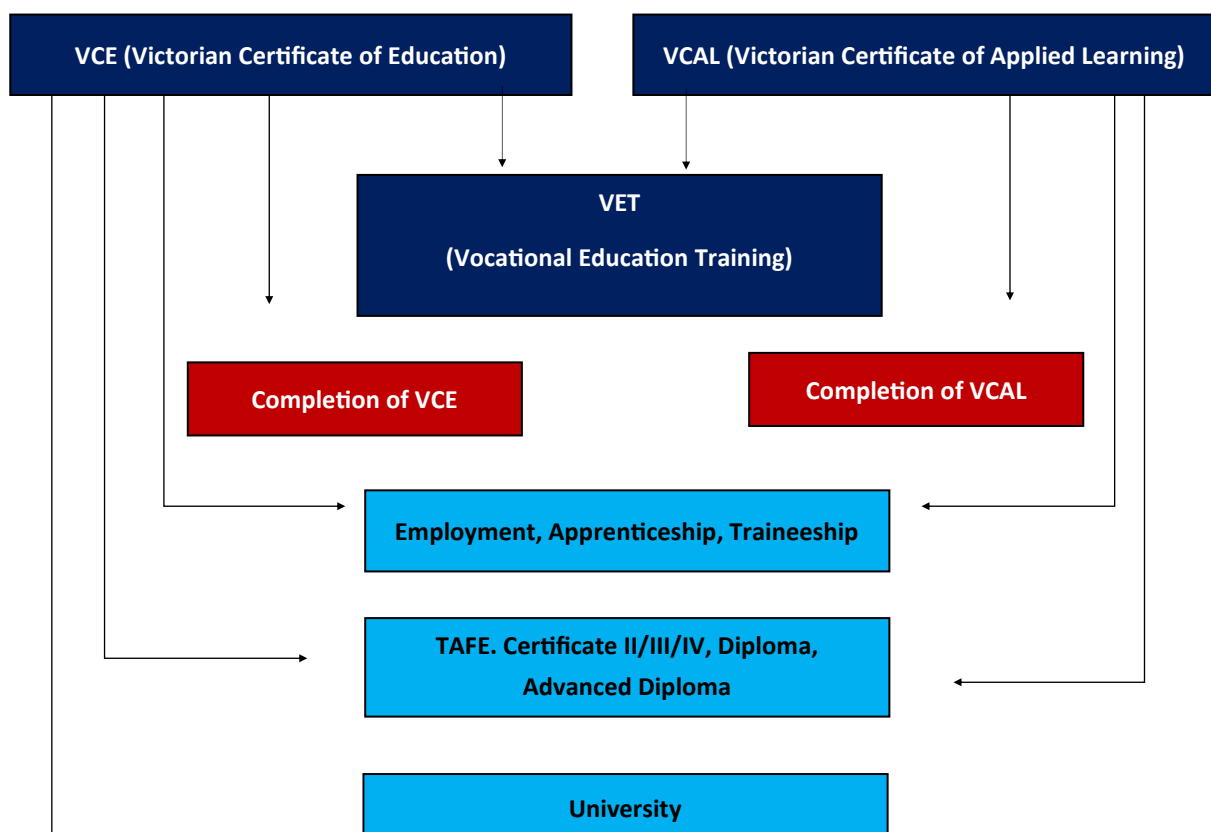 VCE (Victorian Certificate of Education)
VCAL (Victorian Certificate of Applied Learning)
VET
(Vocational Education Training)
Completion of VCE
Completion of VCAL
Employment, Apprenticeship, Traineeship
TAFE. Certificate II/III/IV, Diploma,
Advanced Diploma
University